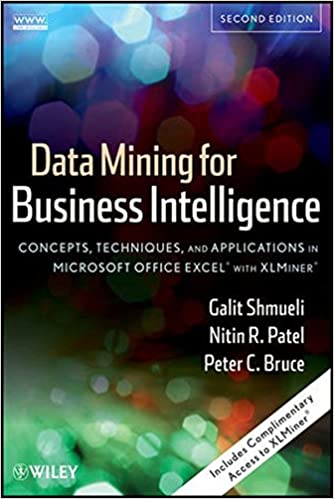 www.
SECOND EDITION
Data Mining for
Business Intelligence
CONCEPTS, TECHNIQUES, AND APPLICATIONS IN
MICROSOFT OFFICE EXCEL® WITH XLMINER®
Galit Shmueli
Nitin R. Patel
Peter C. Bruce
Includes Complimentary
Access to XLMiner®
WILEY